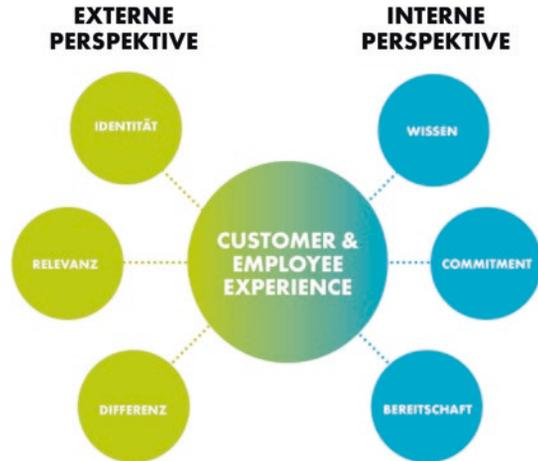 EXTERNE
PERSPEKTIVE
INTERNE
PERSPEKTIVE
IDENTITÄT
WISSEN
CUSTOMER &
EMPLOYEE
EXPERIENCE
RELEVANZ
COMMITMENT
DIFFERENZ
BEREITSCHAFT